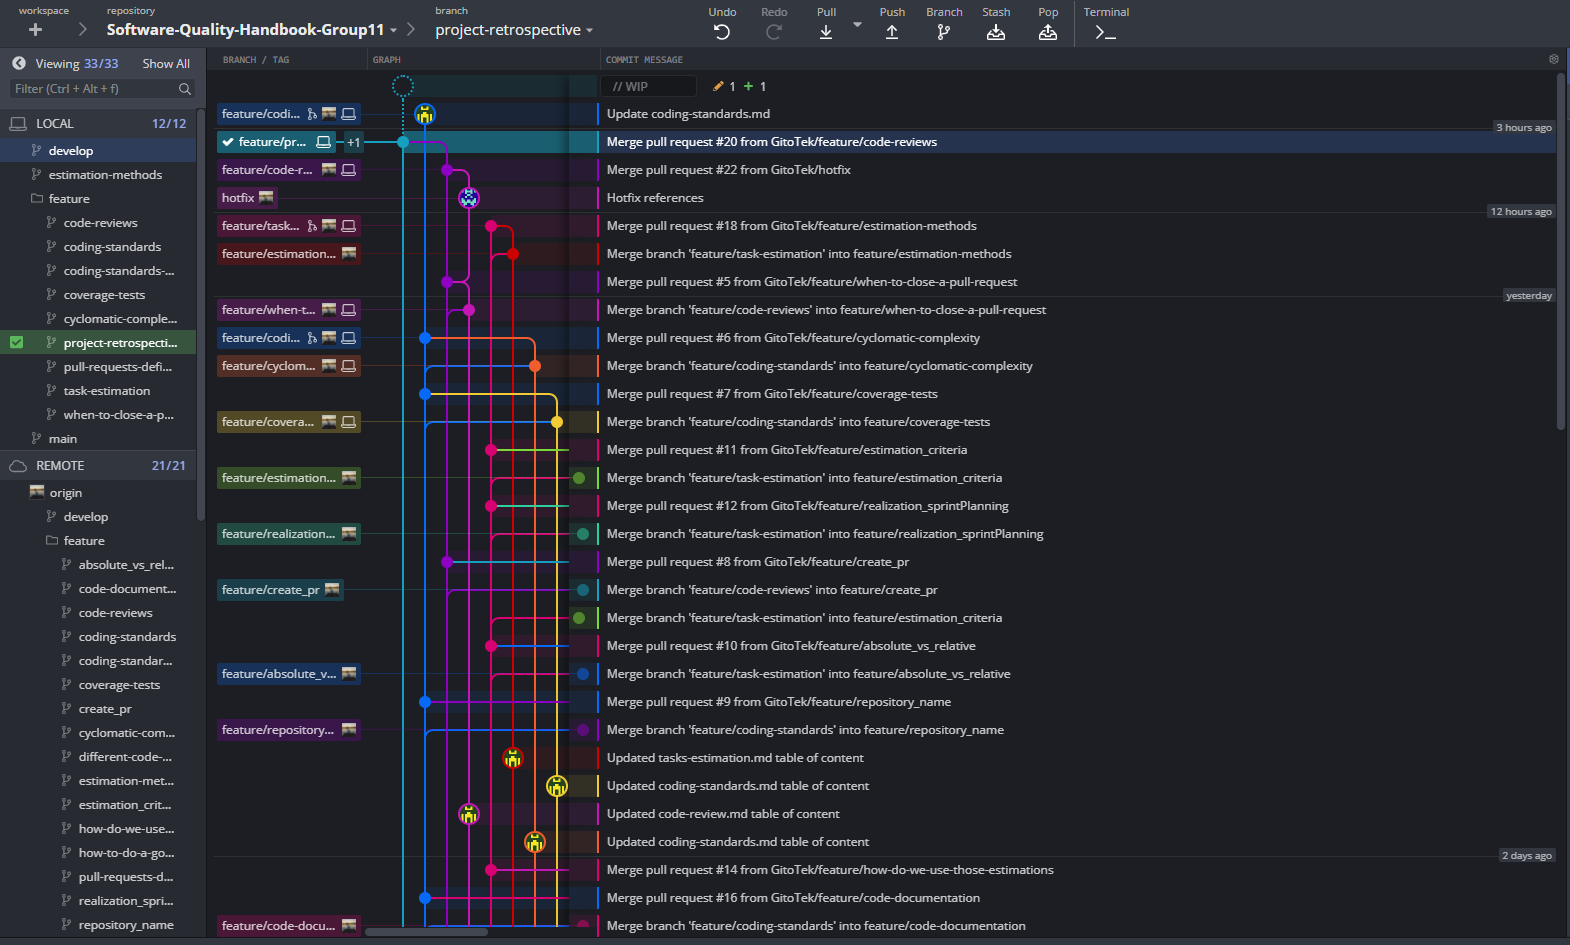 workspace repository branch
Software-Quality-Handbook-Group11 project-retrospective
Undo Redo Pull Push Branch Stash Pop Terminal
Viewing 33/33 Show All
Filter (Ctrl + Alt + f)
LOCAL 12/12
develop
estimation-methods
feature
code-reviews
coding-standards
coding-standards-...
coverage-tests
cyclomatic-comple...
project-retrospecti...
pull-requests-defi...
task-estimation
when-to-close-a-p...
main
REMOTE 21/21
origin
develop
feature
absolute_vs_rel...
code-document...
code-reviews
coding-standards
coding-standar...
coverage-tests
create_pr
cyclomatic-com...
different-code-...
estimation-met...
estimation_crit...
how-do-we-use...
how-to-do-a-go...
pull-requests-d...
realization_spri...
repository_name
BRANCH / TAG GRAPH COMMIT MESSAGE
// WIP 1 + 1
feature/codi... Update coding-standards.md
3 hours ago
feature/pr... +1 Merge pull request #20 from GitoTek/feature/code-reviews
feature/code-r... Merge pull request #22 from GitoTek/hotfix
hotfix Hotfix references
12 hours ago
feature/task... Merge pull request #18 from GitoTek/feature/estimation-methods
feature/estimation... Merge branch 'feature/task-estimation' into feature/estimation-methods
Merge pull request #5 from GitoTek/feature/when-to-close-a-pull-request
yesterday
feature/when-t... Merge branch 'feature/code-reviews' into feature/when-to-close-a-pull-request
feature/codi... Merge pull request #6 from GitoTek/feature/cyclomatic-complexity
feature/cyclom... Merge branch 'feature/coding-standards' into feature/cyclomatic-complexity
Merge pull request #7 from GitoTek/feature/coverage-tests
feature/covera... Merge branch 'feature/coding-standards' into feature/coverage-tests
Merge pull request #11 from GitoTek/feature/estimation_criteria
feature/estimation... Merge branch 'feature/task-estimation' into feature/estimation_criteria
Merge pull request #12 from GitoTek/feature/realization_sprintPlanning
feature/realization... Merge branch 'feature/task-estimation' into feature/realization_sprintPlanning
Merge pull request #8 from GitoTek/feature/create_pr
feature/create_pr Merge branch 'feature/code-reviews' into feature/create_pr
Merge branch 'feature/task-estimation' into feature/estimation_criteria
Merge pull request #10 from GitoTek/feature/absolute_vs_relative
feature/absolute_v... Merge branch 'feature/task-estimation' into feature/absolute_vs_relative
Merge pull request #9 from GitoTek/feature/repository_name
feature/repository... Merge branch 'feature/coding-standards' into feature/repository_name
Updated tasks-estimation.md table of content
Updated coding-standards.md table of content
Updated code-review.md table of content
Updated coding-standards.md table of content
2 days ago
Merge pull request #14 from GitoTek/feature/how-do-we-use-those-estimations
Merge pull request #16 from GitoTek/feature/code-documentation
feature/code-docu... Merge branch 'feature/coding-standards' into feature/code-documentation